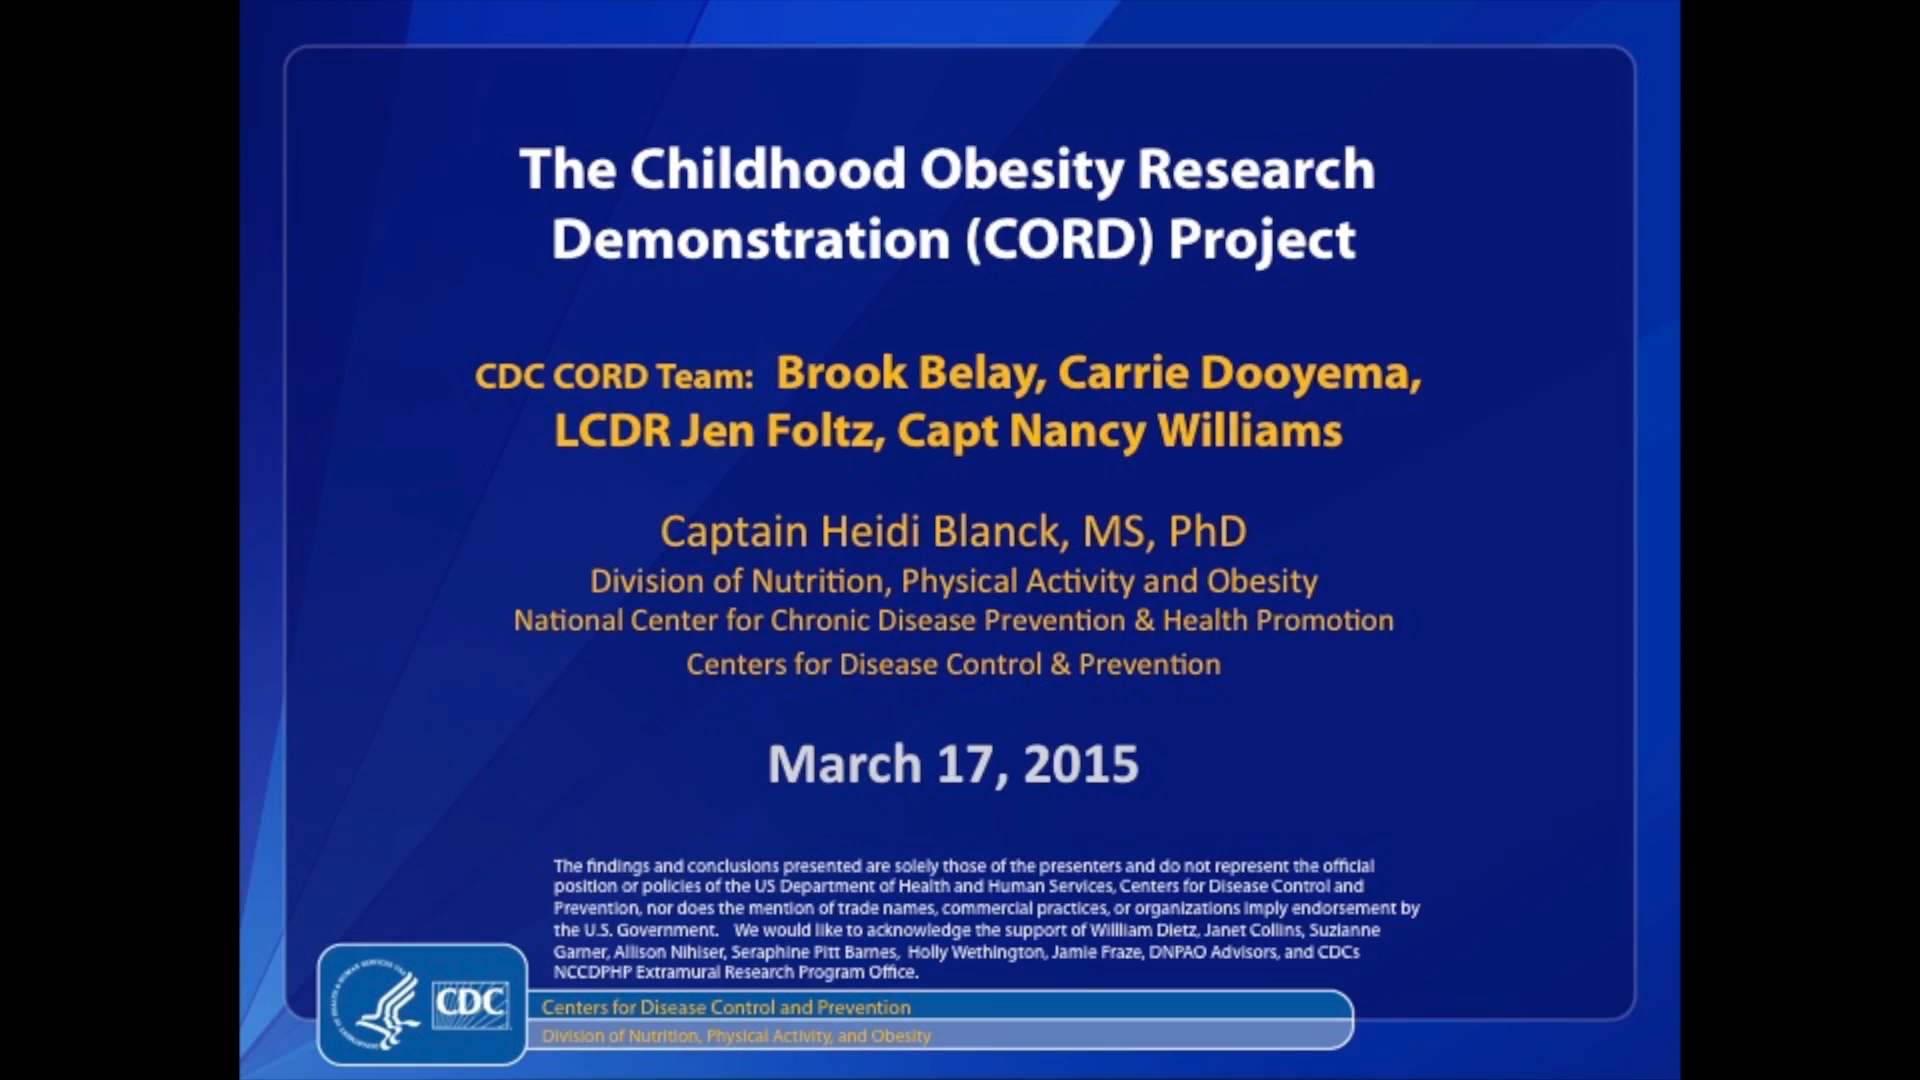 The Childhood Obesity Research
Demonstration (CORD) Project
CDC CORD Team: Brook Belay, Carrie Dooyema,
LCDR Jen Foltz, Capt Nancy Williams
Captain Heidi Blanck, MS, PhD
Division of Nutrition, Physical Activity and Obesity
National Center for Chronic Disease Prevention & Health Promotion
Centers for Disease Control & Prevention
March 17, 2015
The findings and conclusions presented are solely those of the presenters and do not represent the official
position or policies of the US Department of Health and Human Services, Centers for Disease Control and
Prevention, nor does the mention of trade names, commercial practices, or organizations imply endorsement by
the U.S. Government. We would like to acknowledge the support of Willliam Dietz, Janet Collins, Suzianne
Garner, Allison Nihiser, Seraphine Pitt Barnes, Holly Wethington, Jamie Fraze, DNPAO Advisors, and CDCs
NCCDPHP Extramural Research Program Office.
CDC
Centers for Disease Control and Prevention
Division of Nutrition, Physical Activity, and Obesity